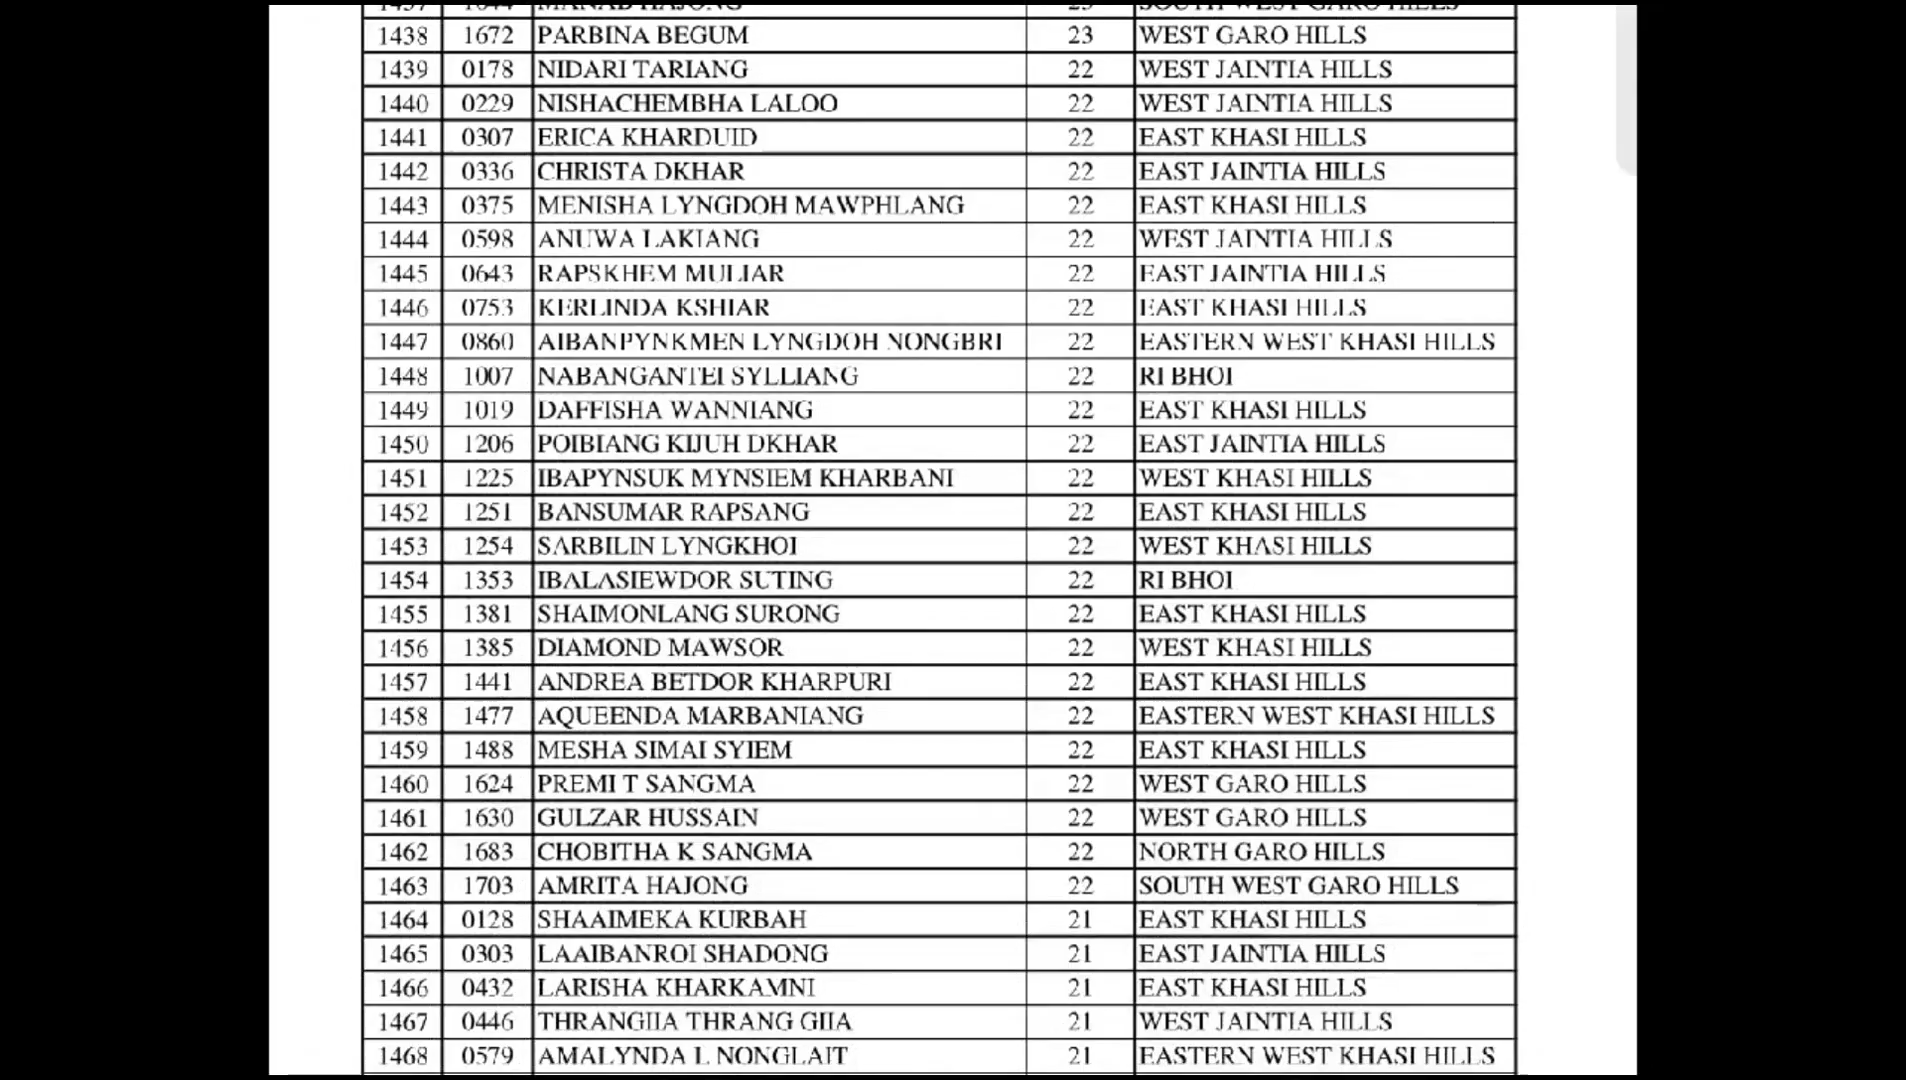 1437 1644 MANAB HAJONG 23 SOUTH WEST GARO HILLS
1438 1672 PARBINA BEGUM 23 WEST GARO HILLS
1439 0178 NIDARI TARIANG 22 WEST JAINTIA HILLS
1440 0229 NISHACHEMBHA LALOO 22 WEST JAINTIA HILLS
1441 0307 ERICA KHARDUID 22 EAST KHASI HILLS
1442 0336 CHRISTA DKHAR 22 EAST JAINTIA HILLS
1443 0375 MENISHA LYNGDOH MAWPHLANG 22 EAST KHASI HILLS
1444 0598 ANUWA LAKIANG 22 WEST JAINTIA HILLS
1445 0643 RAPSKHEM MULIAR 22 EAST JAINTIA HILLS
1446 0753 KERLINDA KSHIAR 22 EAST KHASI HILLS
1447 0860 AIBANPYNKMEN LYNGDOH NONGBRI 22 EASTERN WEST KHASI HILLS
1448 1007 NABANGANTEI SYLLIANG 22 RI BHOI
1449 1019 DAFFISHA WANNIANG 22 EAST KHASI HILLS
1450 1206 POIBIANG KIJUH DKHAR 22 EAST JAINTIA HILLS
1451 1225 IBAPYNSUK MYNSIEM KHARBANI 22 WEST KHASI HILLS
1452 1251 BANSUMAR RAPSANG 22 EAST KHASI HILLS
1453 1254 SARBILIN LYNGKHOI 22 WEST KHASI HILLS
1454 1353 IBALASIEWDOR SUTING 22 RI BHOI
1455 1381 SHAIMONLANG SURONG 22 EAST KHASI HILLS
1456 1385 DIAMOND MAWSOR 22 WEST KHASI HILLS
1457 1441 ANDREA BETDOR KHARPURI 22 EAST KHASI HILLS
1458 1477 AQUEENDA MARBANIANG 22 EASTERN WEST KHASI HILLS
1459 1488 MESHA SIMAI SYIEM 22 EAST KHASI HILLS
1460 1624 PREMI T SANGMA 22 WEST GARO HILLS
1461 1630 GULZAR HUSSAIN 22 WEST GARO HILLS
1462 1683 CHOBITHA K SANGMA 22 NORTH GARO HILLS
1463 1703 AMRITA HAJONG 22 SOUTH WEST GARO HILLS
1464 0128 SHAAIMEKA KURBAH 21 EAST KHASI HILLS
1465 0303 LAAIBANROI SHADONG 21 EAST JAINTIA HILLS
1466 0432 LARISHA KHARKAMNI 21 EAST KHASI HILLS
1467 0446 THRANG 21 WEST JAINTIA HILLS
1468 0579 AMALYNDA L NONGLAIT 21 EASTERN WEST KHASI HILLS